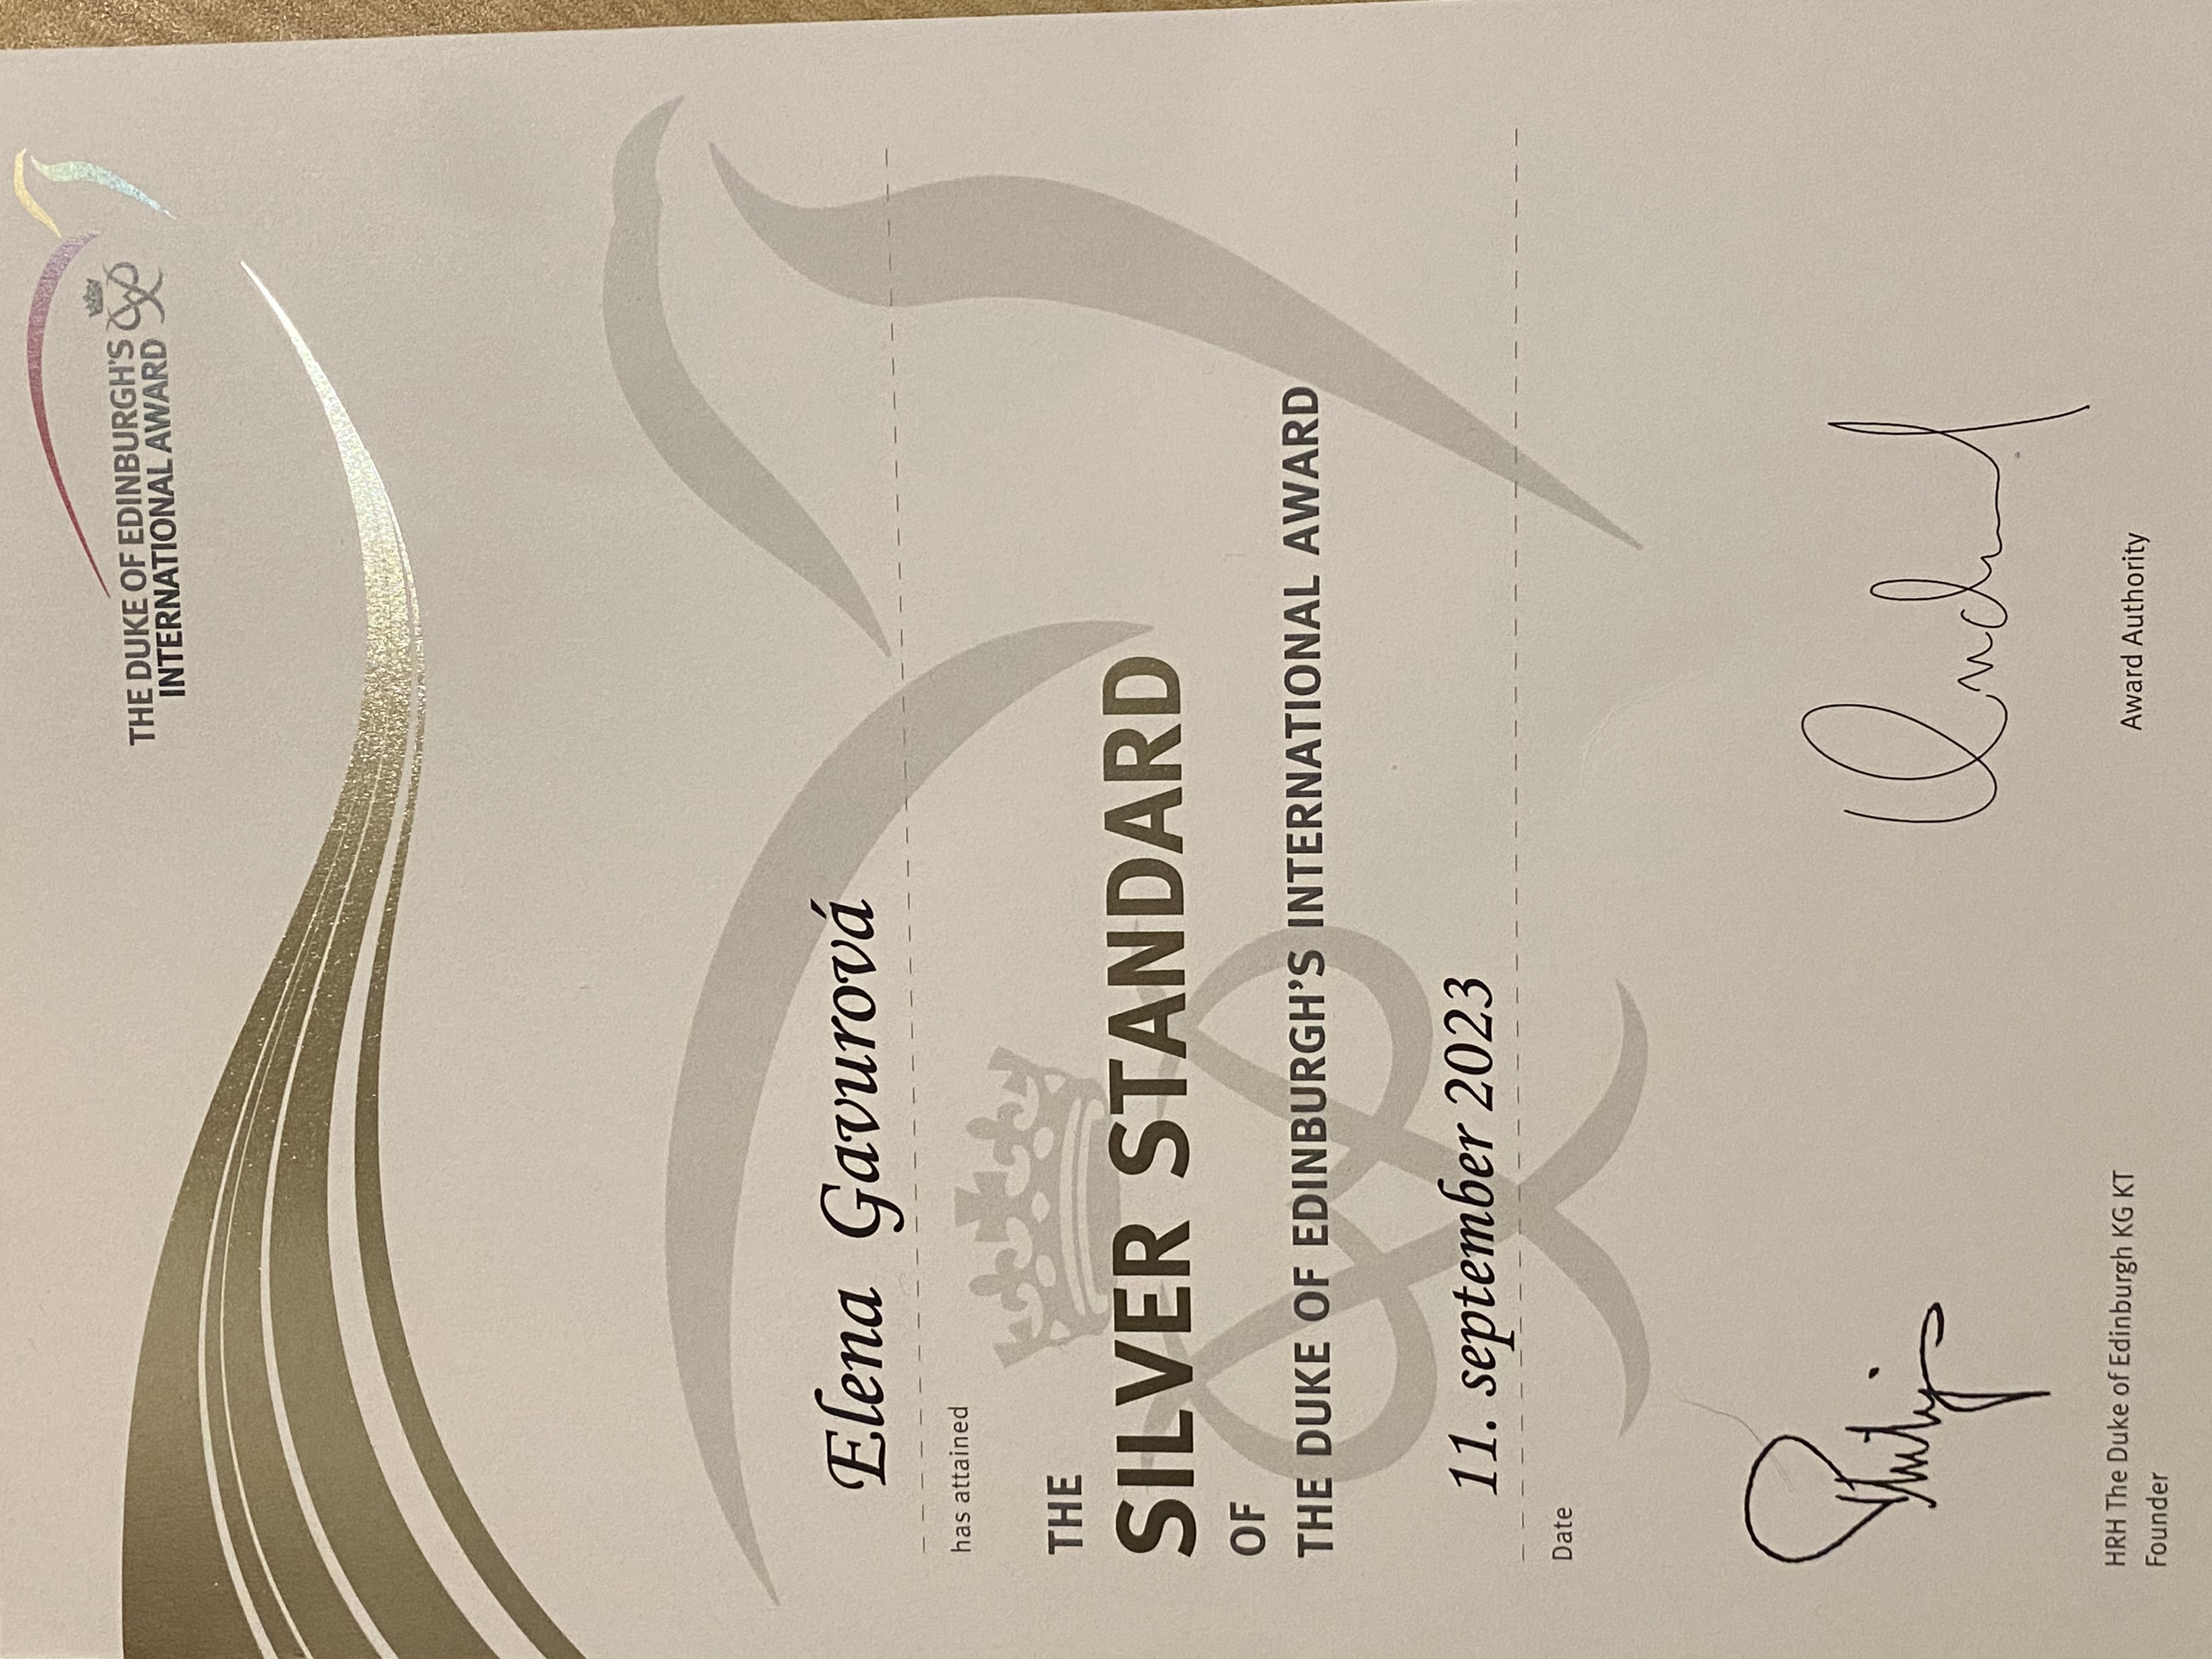 THE DUKE OF EDINBURGH'S
INTERNATIONAL AWARD
Elena Gavurová
has attained
THE
SILVER STANDARD
OF
THE DUKE OF EDINBURGH'S INTERNATIONAL AWARD
11. september 2023
Date
Philip
HRH The Duke of Edinburgh KG KT
Founder
Award Authority